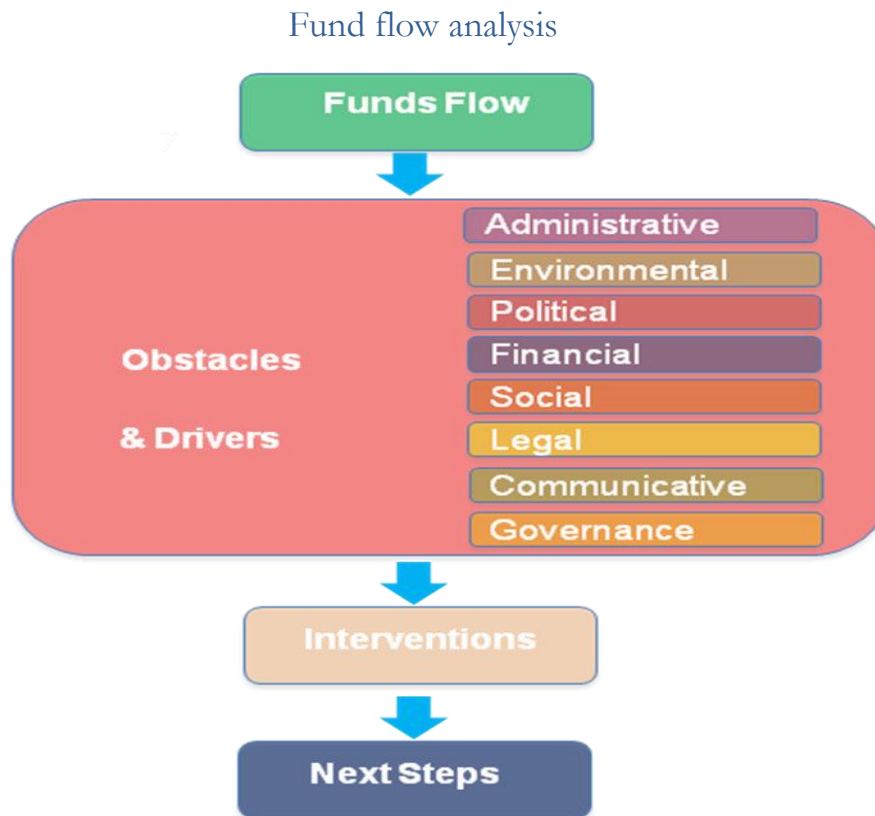 Fund flow analysis
Funds Flow
Obstacles
& Drivers
Administrative
Environmental
Political
Financial
Social
Legal
Communicative
Governance
Interventions
Next Steps